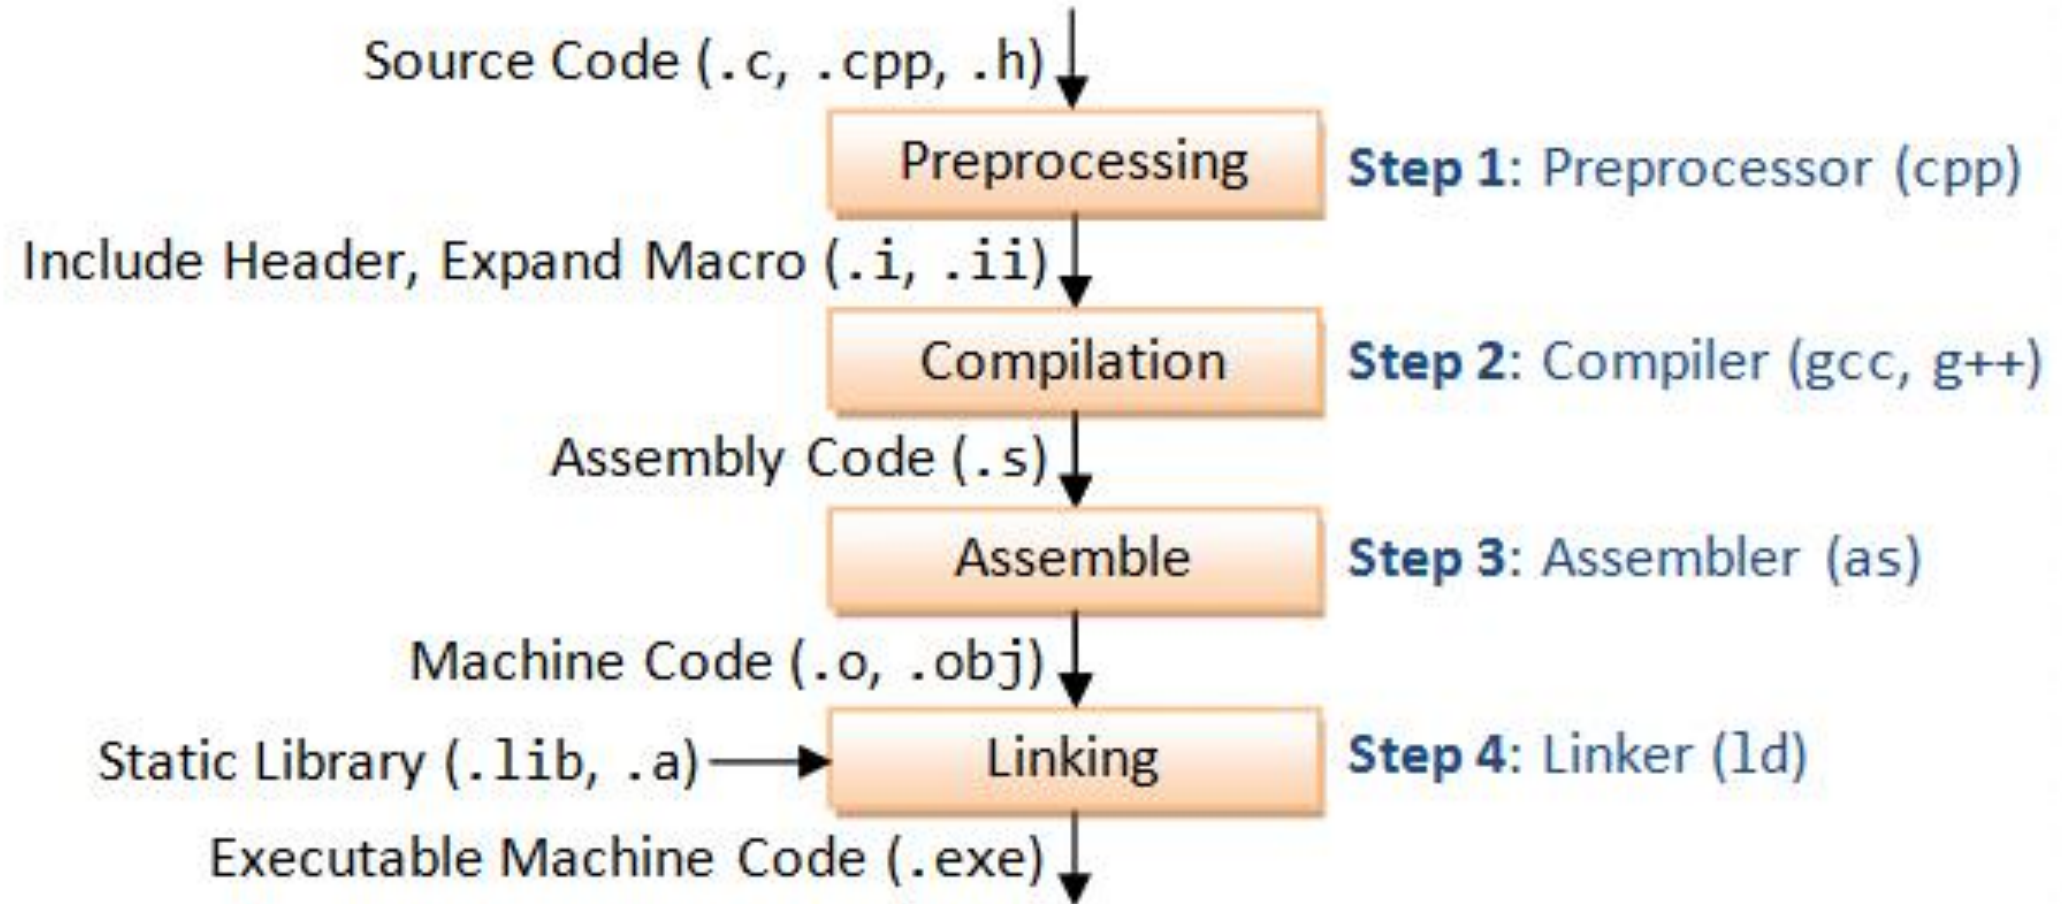 Source Code (.c, .cpp, .h)
Preprocessing
Step 1: Preprocessor (cpp)
Include Header, Expand Macro (.i, .ii)
Compilation
Step 2: Compiler (gcc, g++)
Assembly Code (.s)
Assemble
Step 3: Assembler (as)
Machine Code (.o, .obj)
Static Library (.lib, .a)
Linking
Step 4: Linker (ld)
Executable Machine Code (.exe)